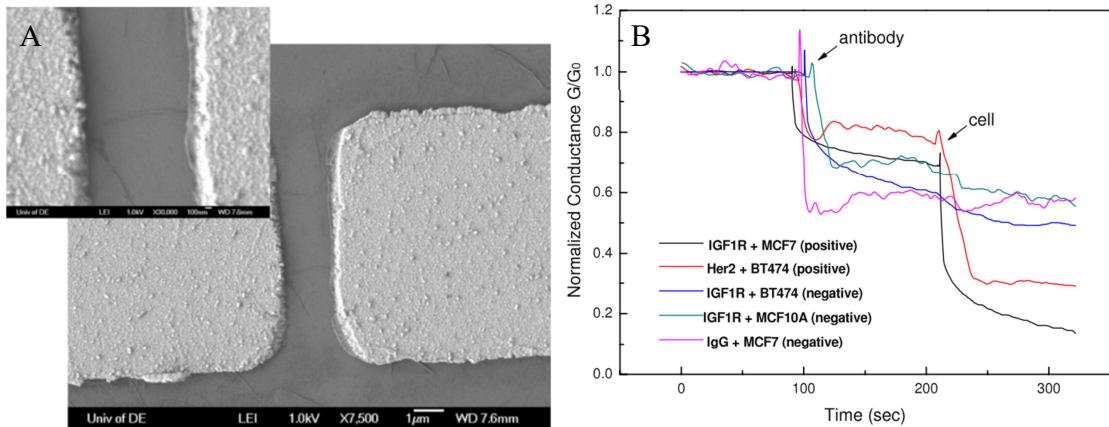 A
Univ of DE LEI 1.0kV X30,000 100nm WD 7.6mm
Univ of DE LEI 1.0kV X7,500 1μm WD 7.6mm
B
Normalized Conductance G/G0
1.2
1.0
0.8
0.6
0.4
0.2
0.0
antibody
cell
IGF1R + MCF7 (positive)
Her2 + BT474 (positive)
IGF1R + BT474 (negative)
IGF1R + MCF10A (negative)
IgG + MCF7 (negative)
0 100 200 300
Time (sec)